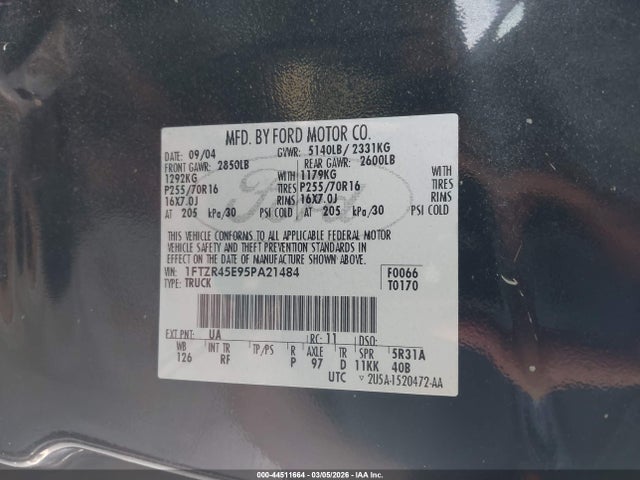 MFD. BY FORD MOTOR CO.
DATE: 09/04 GVWR: 5140LB / 2331KG
FRONT GAWR: 2850LB REAR GAWR: 2600LB
1292KG WITH 1179KG WITH
P255/70R16 TIRES P255/70R16 TIRES
16X7.0J RIMS 16X7.0J RIMS
AT 205 kPa/30 PSI COLD AT 205 kPa/30 PSI COLD
THIS VEHICLE CONFORMS TO ALL APPLICABLE FEDERAL MOTOR
VEHICLE SAFETY AND THEFT PREVENTION STANDARDS IN
EFFECT ON THE DATE OF MANUFACTURE SHOWN ABOVE.
VIN: 1FTZR45E95PA21484 F0066
TYPE: TRUCK T0170
Ford
EXT PNT: UA RC: 11 DSO:
WB INT TR TP/PS R AXLE TR SPR 5R31A
126 RF P 97 D 11KK 40B
UTC 2U5A-1520472-AA
© - 44511664 - 03/05/2026 - IAA Inc.